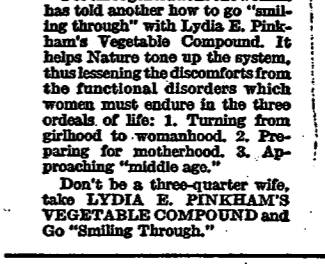 has told another how to go "smil-
ing through" with Lydia E. Pink-
ham's Vegetable Compound. It
helps Nature tone up the system,
thus lessening the discomforts from
the functional disorders which
women must endure in the three
ordeals of life: 1. Turning from
girlhood to womanhood. 2. Pre-
paring for motherhood. 3. Ap-
proaching "middle age."
Don't be a three-quarter wife,
take LYDIA E. PINKHAM'S
VEGETABLE COMPOUND and
Go "Smiling Through."